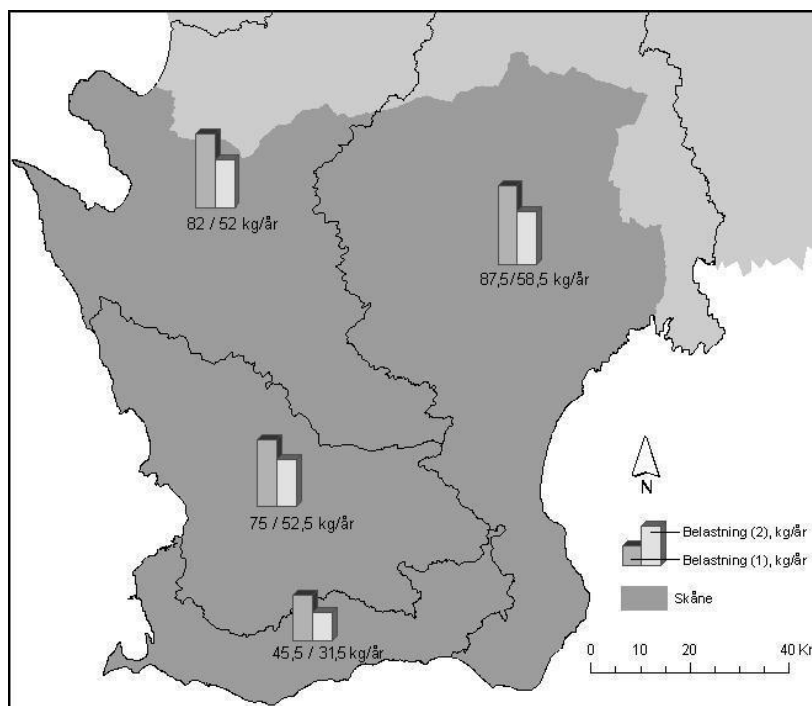 82 / 52 kg/år
87,5/58,5 kg/år
75 / 52,5 kg/år
45,5 / 31,5 kg/år
N
Belastning (2), kg/år
Belastning (1), kg/år
Skåne
0 10 20 40 Km